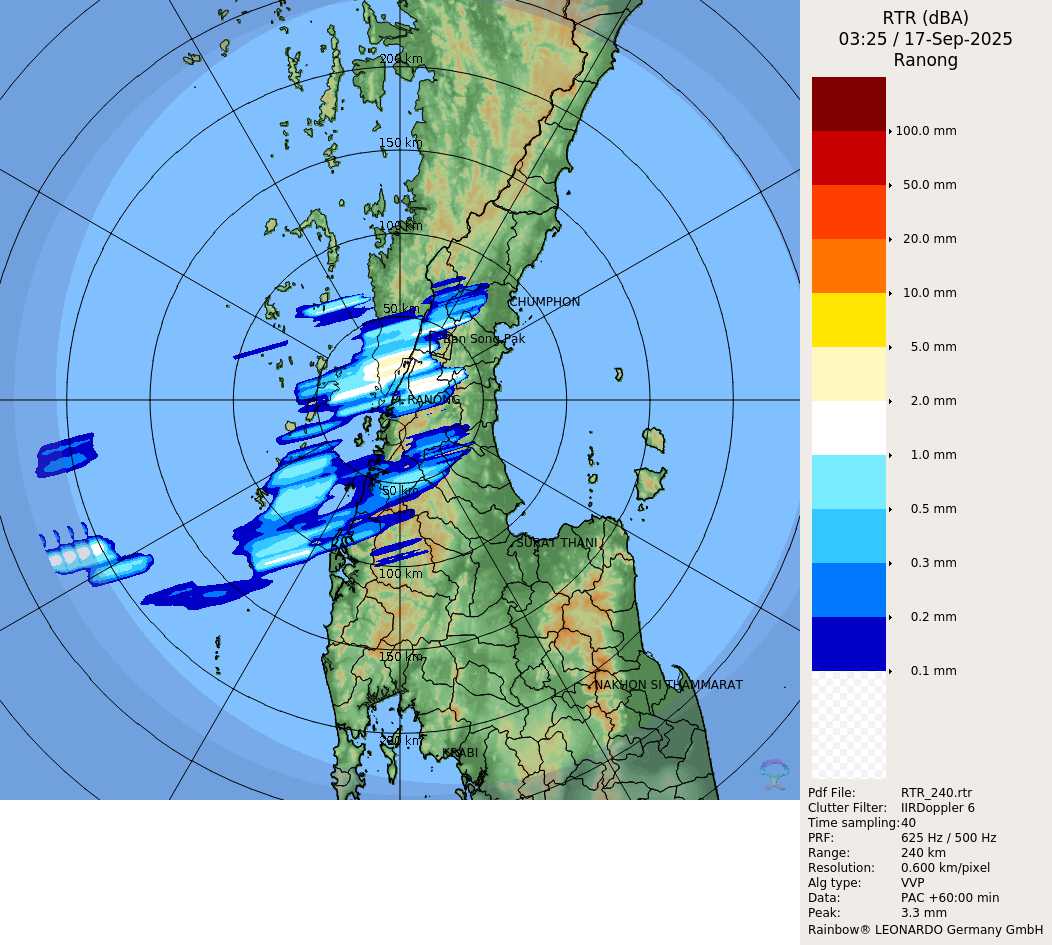 RTR (dBA)
03:25 / 17-Sep-2025
Ranong
100.0 mm
50.0 mm
20.0 mm
10.0 mm
5.0 mm
2.0 mm
1.0 mm
0.5 mm
0.3 mm
0.2 mm
0.1 mm
200 km
150 km
100 km
50 km
CHUMPHON
Ban Song Pak
RANONG
50 km
SURAT THANI
100 km
150 km
NAKHON SI THAMMARAT
200 km
KRABI
Pdf File: RTR_240.rtr
Clutter Filter: IIRDoppler 6
Time sampling:40
PRF: 625 Hz / 500 Hz
Range: 240 km
Resolution: 0.600 km/pixel
Alg type: VVP
Data: PAC +60:00 min
Peak: 3.3 mm
Rainbow® LEONARDO Germany GmbH